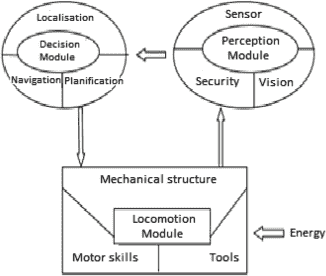 Localisation
Decision
Module
Navigation
Planification
Sensor
Perception
Module
Security
Vision
Mechanical structure
Locomotion
Module
Motor skills
Tools
Energy